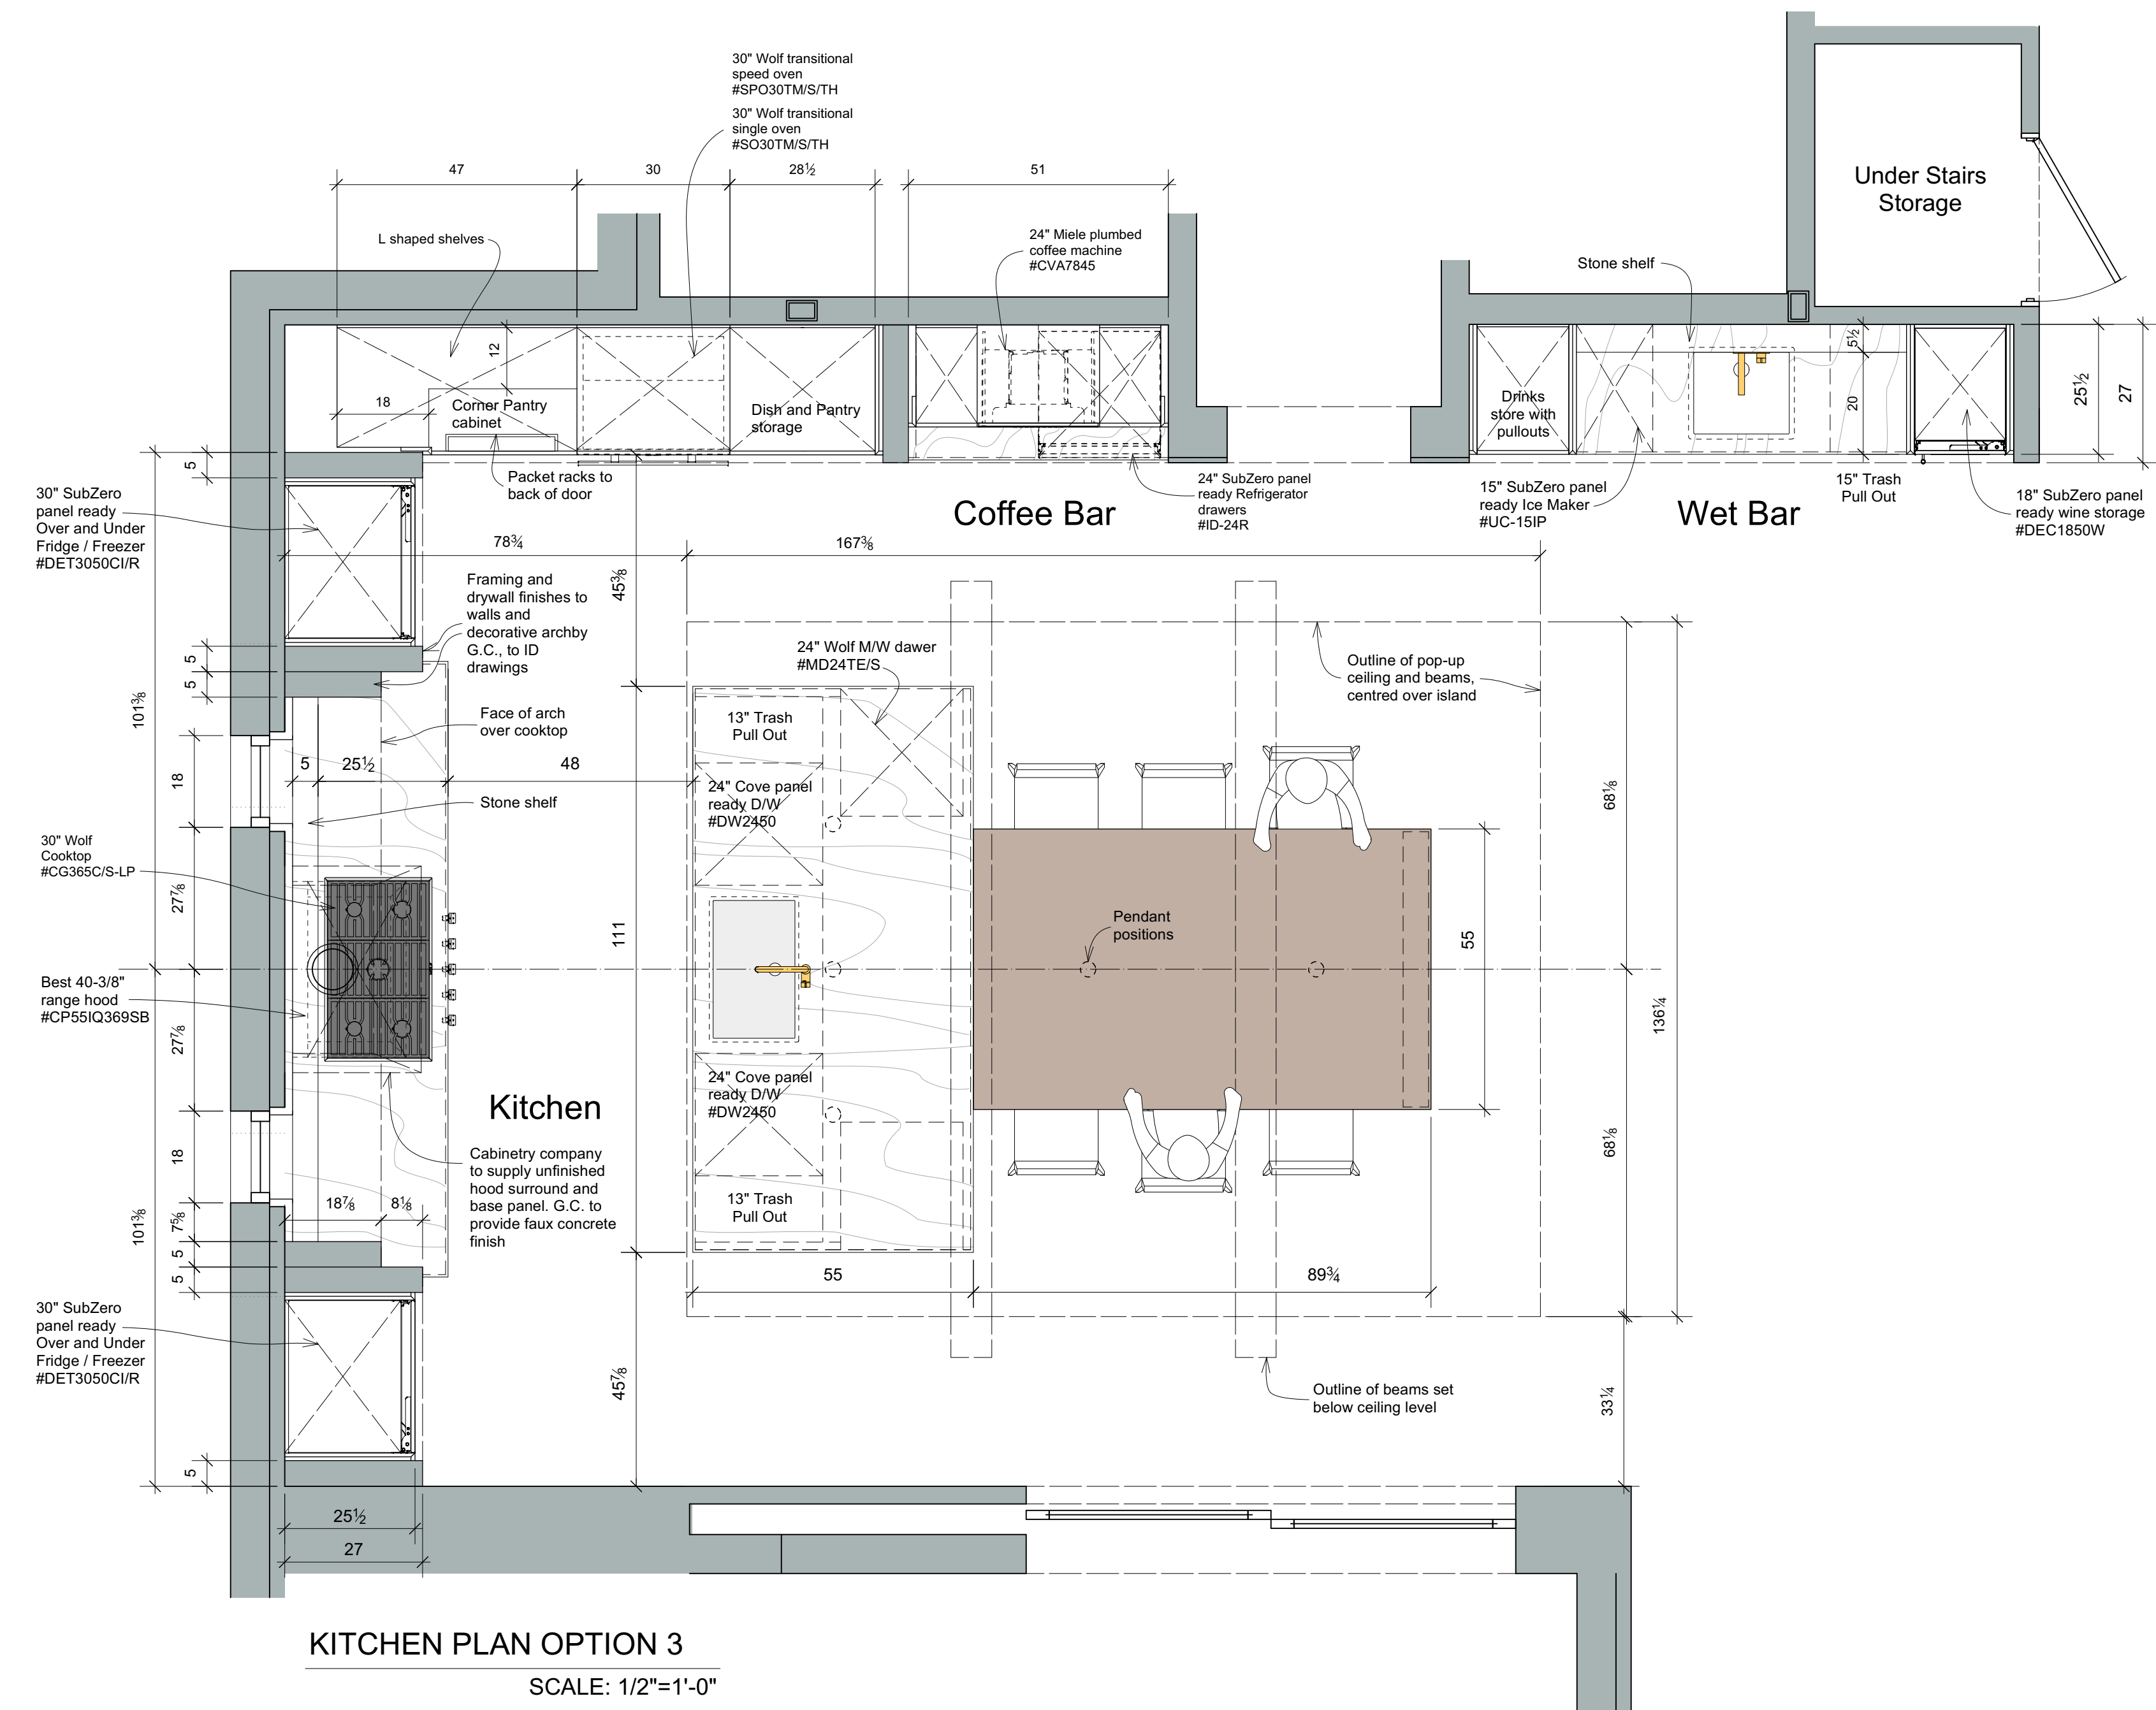 30" Wolf transitional
speed oven
#SPO30TM/S/TH
30" Wolf transitional
single oven
#SO30TM/S/TH
47
30
28½
51
L shaped shelves
24" Miele plumbed
coffee machine
#CVA7845
Under Stairs
Storage
Stone shelf
12
18
Corner Pantry
cabinet
Dish and Pantry
storage
Drinks
store with
pullouts
5½
20
25½
27
Packet racks to
back of door
24" SubZero panel
ready Refrigerator
drawers
#ID-24R
Coffee Bar
15" SubZero panel
ready Ice Maker
#UC-15IP
Wet Bar
15" Trash
Pull Out
18" SubZero panel
ready wine storage
#DEC1850W
5
30" SubZero
panel ready
Over and Under
Fridge / Freezer
#DET3050CI/R
78¾
167⅜
45⅜
Framing and
drywall finishes to
walls and
decorative archby
G.C., to ID
drawings
5
5
101⅜
24" Wolf M/W dawer
#MD24TE/S
Outline of pop-up
ceiling and beams,
centred over island
Face of arch
over cooktop
13" Trash
Pull Out
5
25½
48
18
Stone shelf
24" Cove panel
ready D/W
#DW2450
68⅛
30" Wolf
Cooktop
#CG365C/S-LP
27⅞
111
Pendant
positions
55
Best 40-3/8"
range hood
#CP55IQ369SB
27⅞
136¼
Kitchen
24" Cove panel
ready D/W
#DW2450
68⅛
Cabinetry company
to supply unfinished
hood surround and
base panel. G.C. to
provide faux concrete
finish
18
18⅞
8⅛
7⅝
101⅜
5
5
13" Trash
Pull Out
55
89¾
30" SubZero
panel ready
Over and Under
Fridge / Freezer
#DET3050CI/R
45⅞
Outline of beams set
below ceiling level
33¼
5
25½
27
KITCHEN PLAN OPTION 3
SCALE: 1/2"=1'-0"